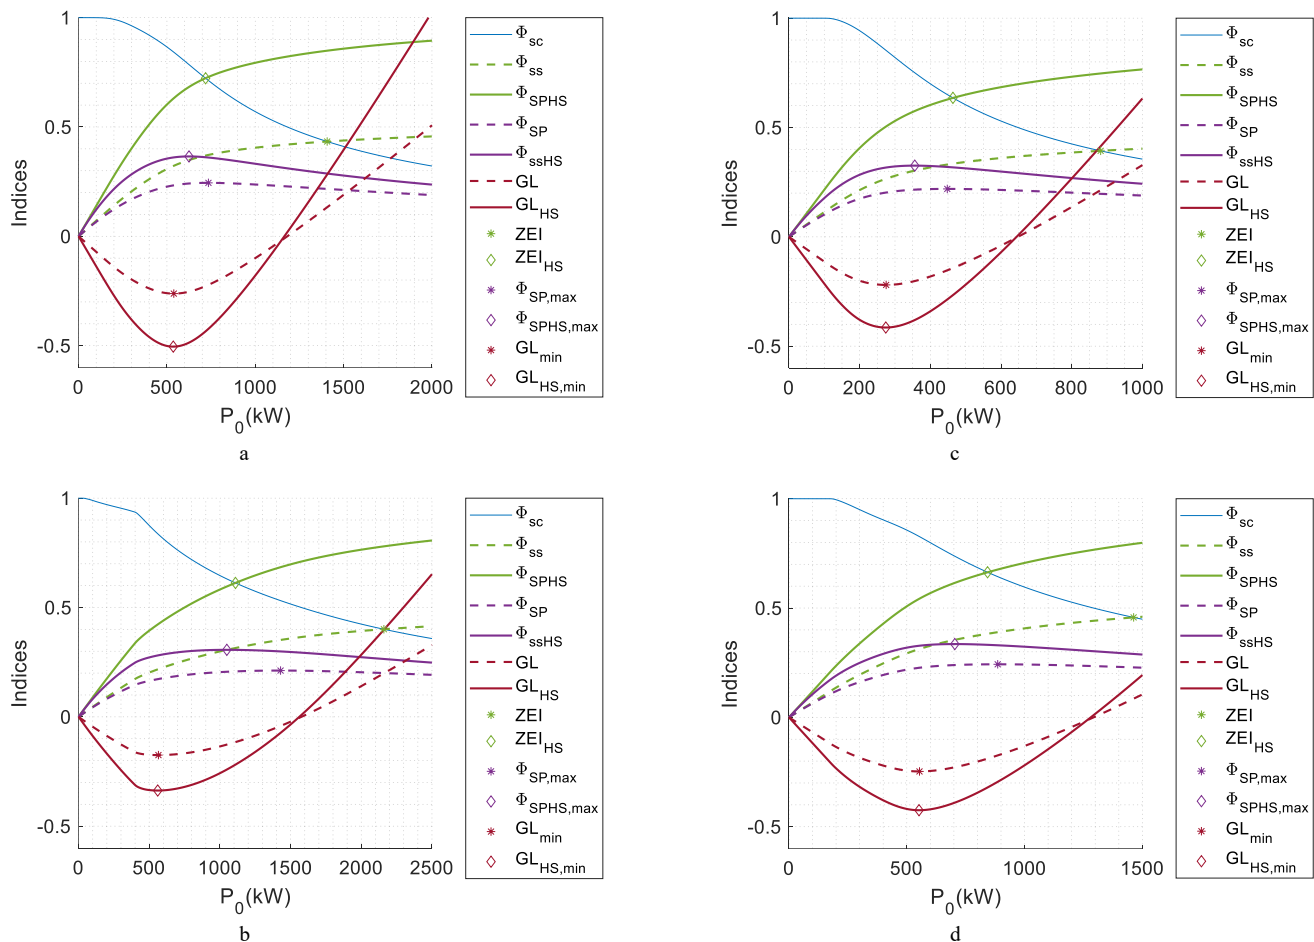 1
0.5
0
-0.5
Indices
0
500
1000
1500
2000
P0(kW)
Φsc
Φss
ΦSPHS
ΦSP
ΦssHS
GL
GLHS
ZEI
ZEIHS
ΦSP,max
ΦSPHS,max
GLmin
GLHS,min
a
1
0.5
0
-0.5
Indices
0
200
400
600
800
1000
P0(kW)
Φsc
Φss
ΦSPHS
ΦSP
ΦssHS
GL
GLHS
ZEI
ZEIHS
ΦSP,max
ΦSPHS,max
GLmin
GLHS,min
c
1
0.5
0
-0.5
Indices
0
500
1000
1500
2000
2500
P0(kW)
Φsc
Φss
ΦSPHS
ΦSP
ΦssHS
GL
GLHS
ZEI
ZEIHS
ΦSP,max
ΦSPHS,max
GLmin
GLHS,min
b
1
0.5
0
-0.5
Indices
0
500
1000
1500
P0(kW)
Φsc
Φss
ΦSPHS
ΦSP
ΦssHS
GL
GLHS
ZEI
ZEIHS
ΦSP,max
ΦSPHS,max
GLmin
GLHS,min
d